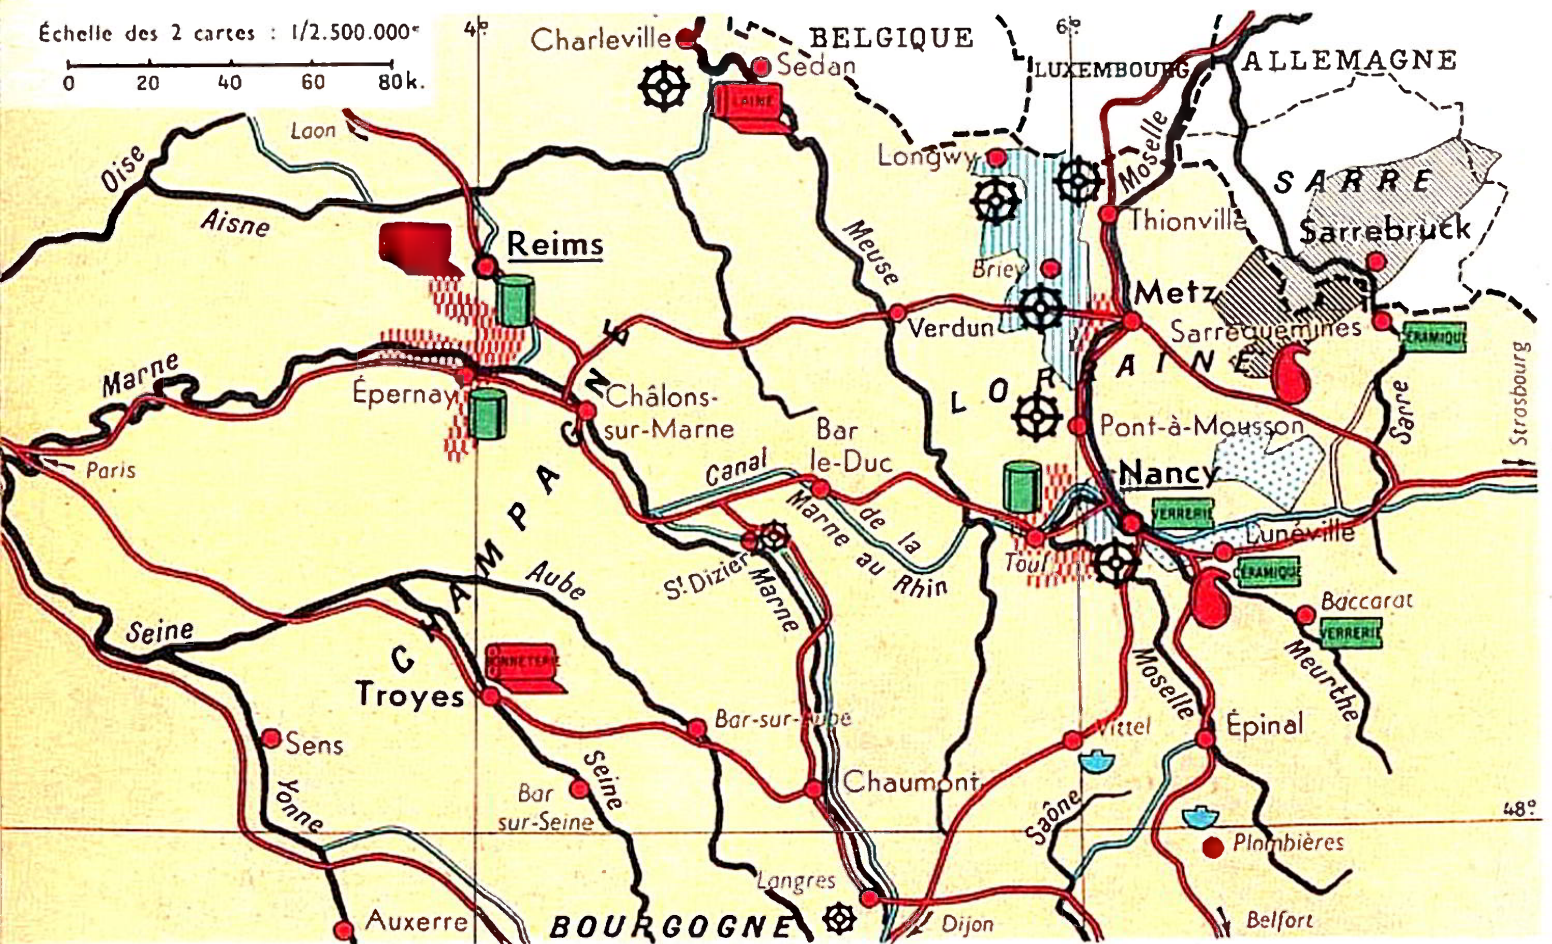 Échelle des 2 cartes : 1/2.500.000ᵉ
0 20 40 60 80k.
4º
6º
Charleville
Sedan
BELGIQUE
LUXEMBOURG
ALLEMAGNE
LAINE
Laon
Oise
Aisne
Reims
Longwy
Moselle
Thionville
SARRE
Sarrebruck
Meuse
Briey
Metz
Verdun
Sarreguemines
CÉRAMIQUE
Marne
Épernay
Châlons-
sur-Marne
LORRAINE
Pont-à-Mousson
Sarre
Strasbourg
Paris
CHAMPAGNE
Canal
de la
Marne au Rhin
Bar
le-Duc
Nancy
VERRERIE
Lunéville
CÉRAMIQUE
Toul
Sᵗ Dizier
Marne
Aube
Seine
Baccarat
VERRERIE
Meurthe
BONNETERIE
Troyes
Moselle
Bar-sur-Aube
Vittel
Épinal
Sens
Yonne
Bar
sur-Seine
Seine
Chaumont
Saône
48º
Plombières
Langres
Auxerre
BOURGOGNE
Dijon
Belfort